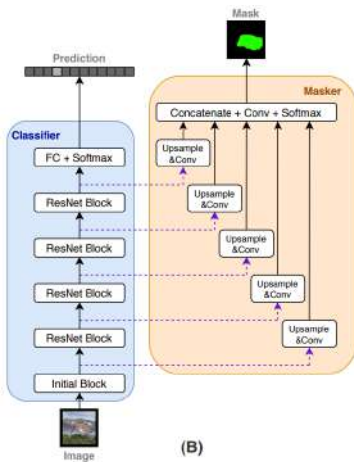 Mask
Prediction
Masker
Concatenate + Conv + Softmax
Classifier
FC + Softmax
Upsample
&Conv
ResNet Block
Upsample
&Conv
ResNet Block
Upsample
&Conv
ResNet Block
Upsample
&Conv
ResNet Block
Upsample
&Conv
Initial Block
Image
(B)